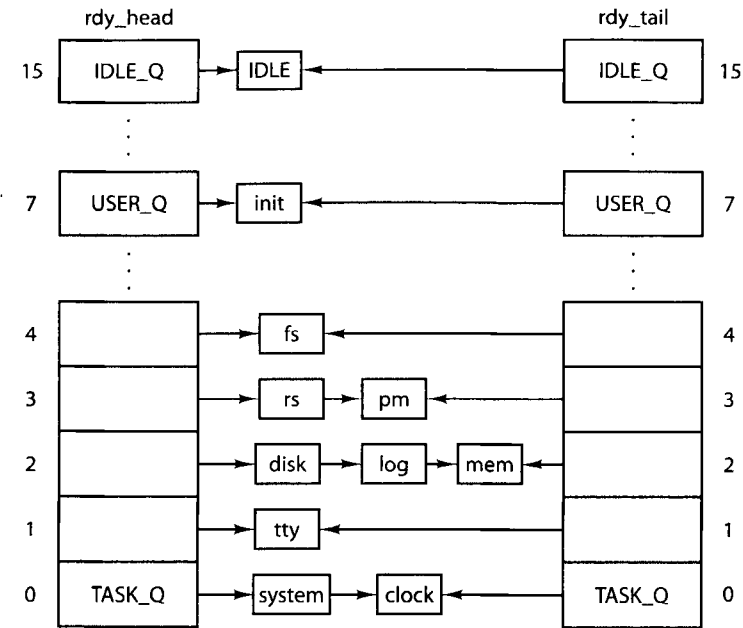 rdy_head rdy_tail
15 IDLE_Q IDLE IDLE_Q 15
7 USER_Q init USER_Q 7
4 fs 4
3 rs pm 3
2 disk log mem 2
1 tty 1
0 TASK_Q system clock TASK_Q 0